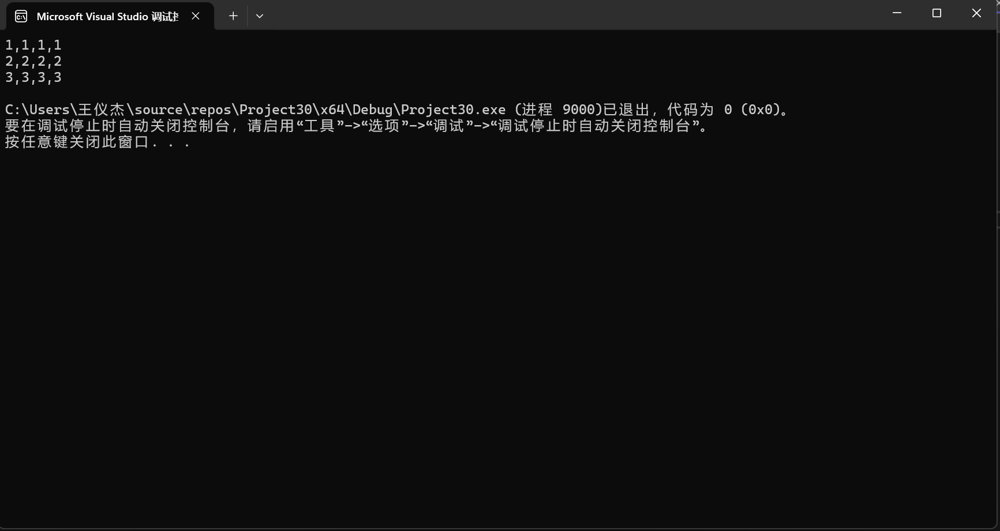 Microsoft Visual Studio 调试
1,1,1,1
2,2,2,2
3,3,3,3
C:\Users\王仪杰\source\repos\Project30\x64\Debug\Project30.exe (进程 9000)已退出，代码为 0 (0x0)。
要在调试停止时自动关闭控制台，请启用“工具”->“选项”->“调试”->“调试停止时自动关闭控制台”。
按任意键关闭此窗口. . .